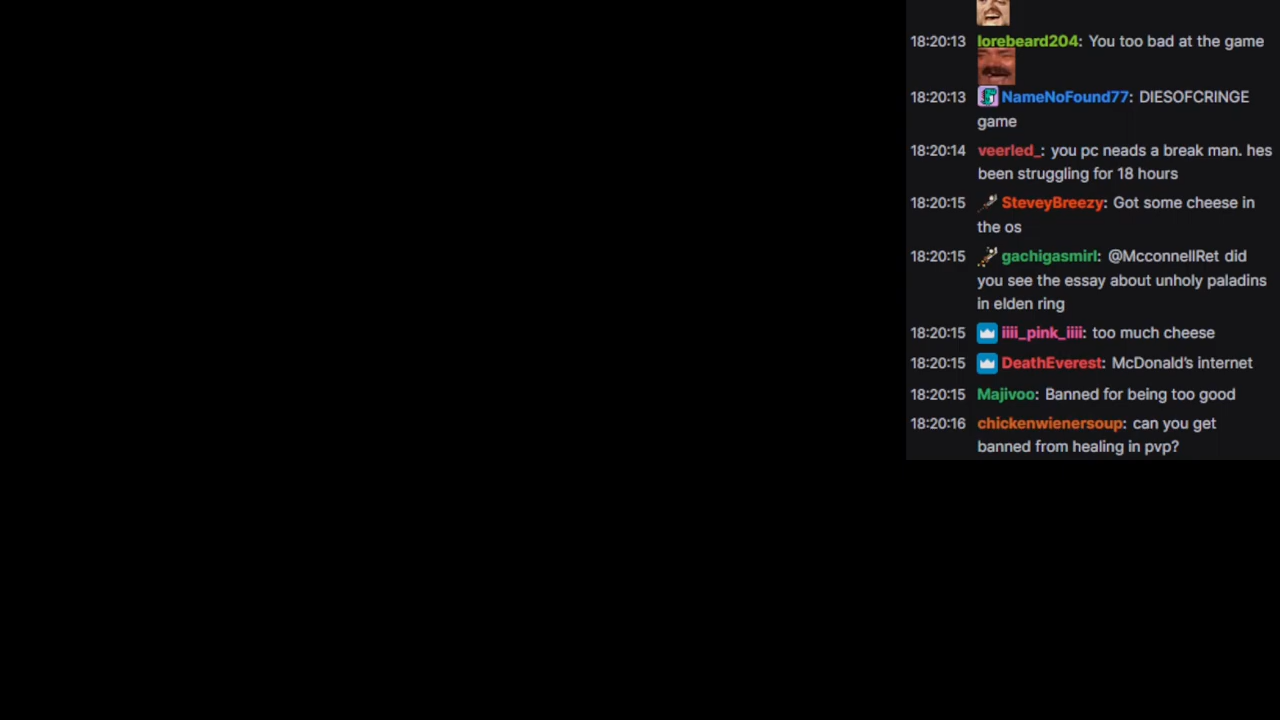 18:20:13 lorebeard204: You too bad at the game
18:20:13 NameNoFound77: DIESOFCRINGE
game
18:20:14 veerled_: you pc neads a break man. hes
been struggling for 18 hours
18:20:15 SteveyBreezy: Got some cheese in
the os
18:20:15 gachigasmirl: @McconnellRet did
you see the essay about unholy paladins
in elden ring
18:20:15 iiii_pink_iiii: too much cheese
18:20:15 DeathEverest: McDonald's internet
18:20:15 Majivoo: Banned for being too good
18:20:16 chickenwienersoup: can you get
banned from healing in pvp?